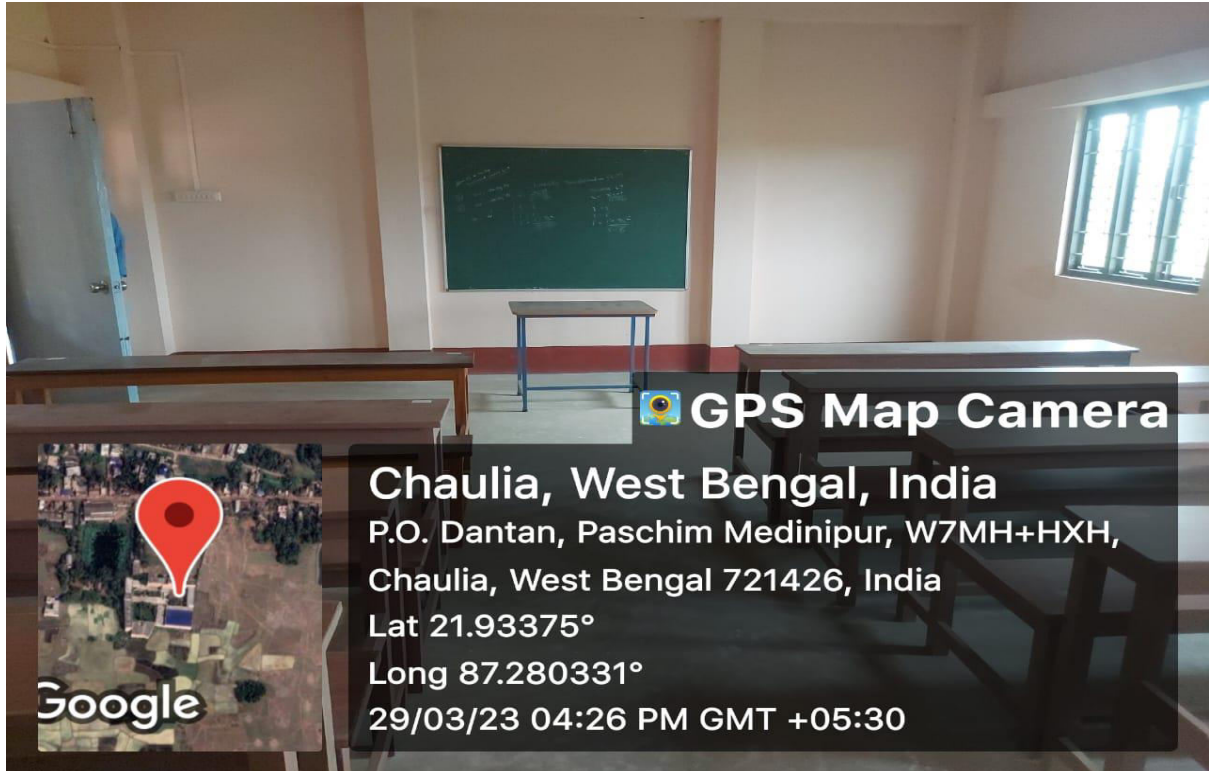 GPS Map Camera
Chaulia, West Bengal, India
P.O. Dantan, Paschim Medinipur, W7MH+HXH,
Chaulia, West Bengal 721426, India
Lat 21.93375°
Long 87.280331°
29/03/23 04:26 PM GMT +05:30
Google